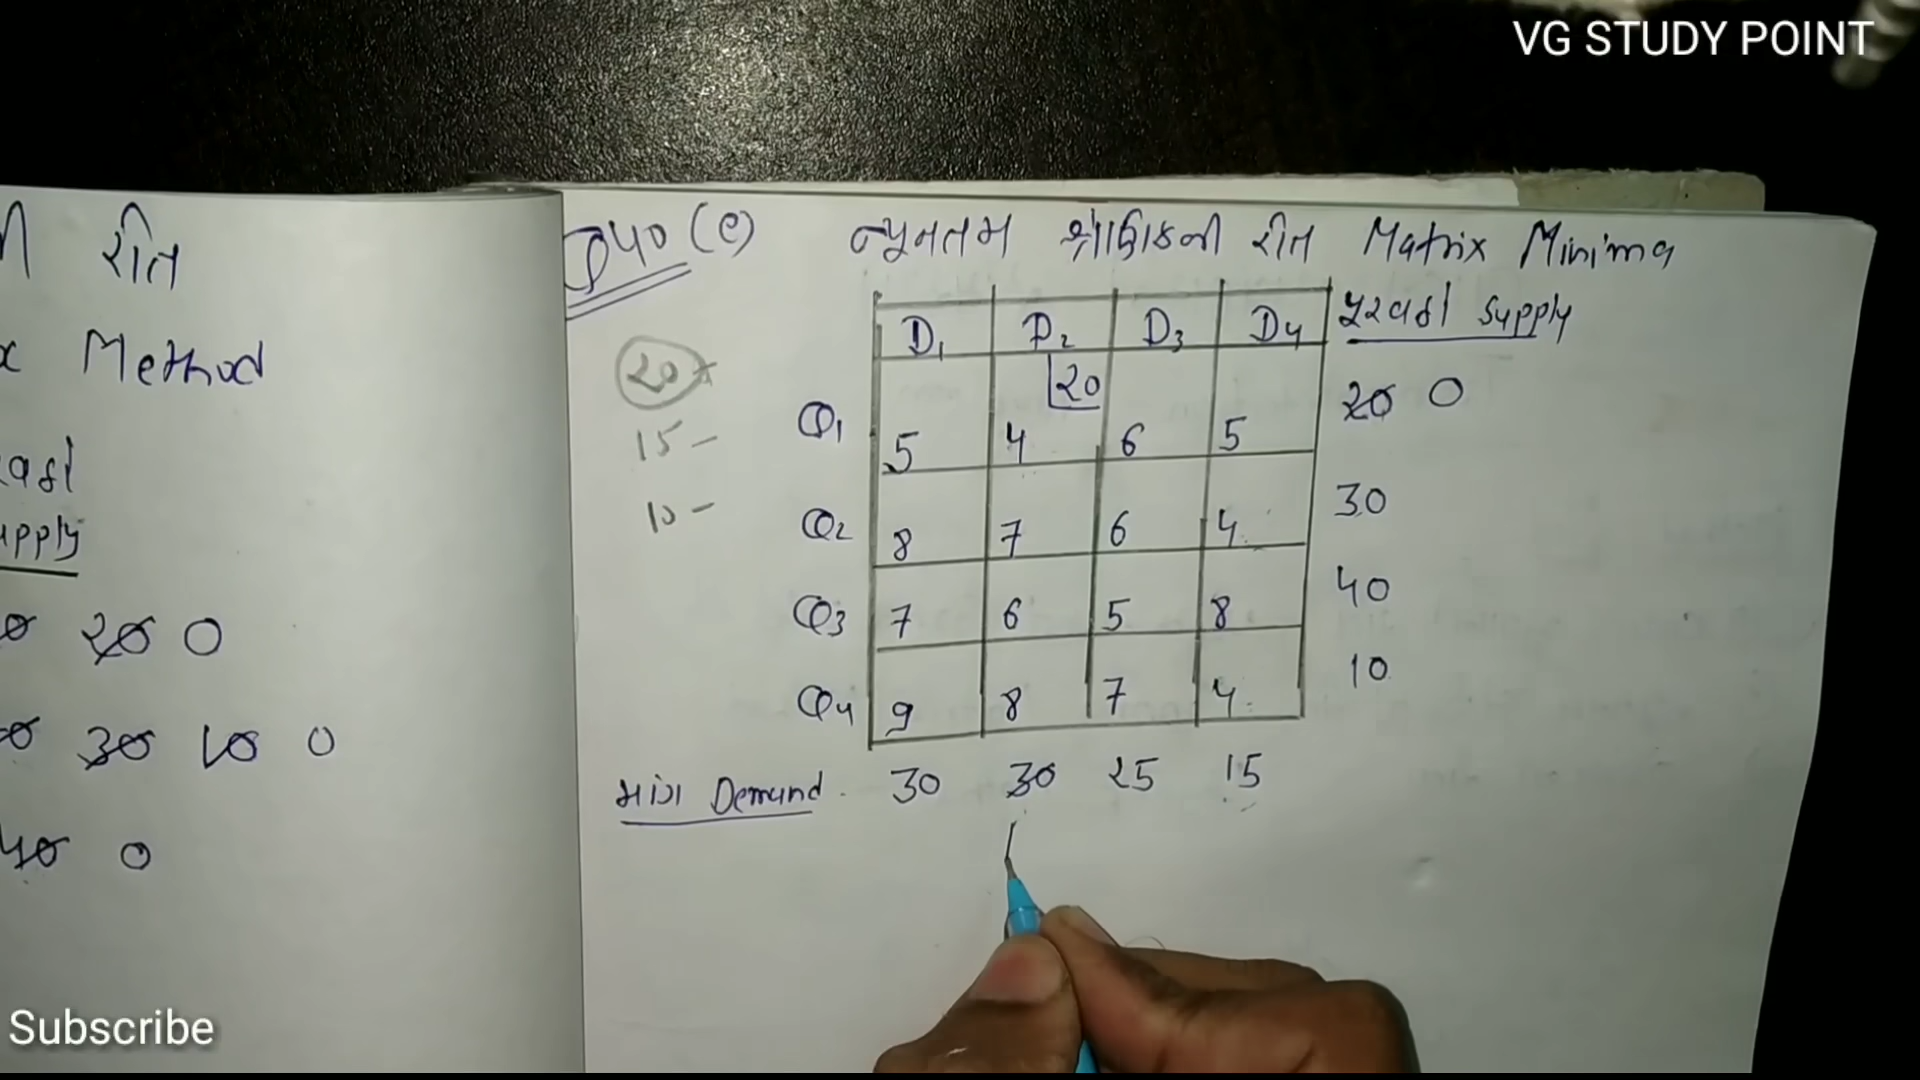 VG STUDY POINT
રીત
Method
upply
20 0
30 10 0
40 0
(e) ન્યુનતમ શ્રેણિકની રીત Matrix Minima
D1 D2 D3 D4 પુરવઠો Supply
20
15 -
10 -
20
O1 5 4 6 5 20 0
O2 8 7 6 4 30
O3 7 6 5 8 40
O4 9 8 7 4 10
માંગ Demand 30 30 25 15
Subscribe